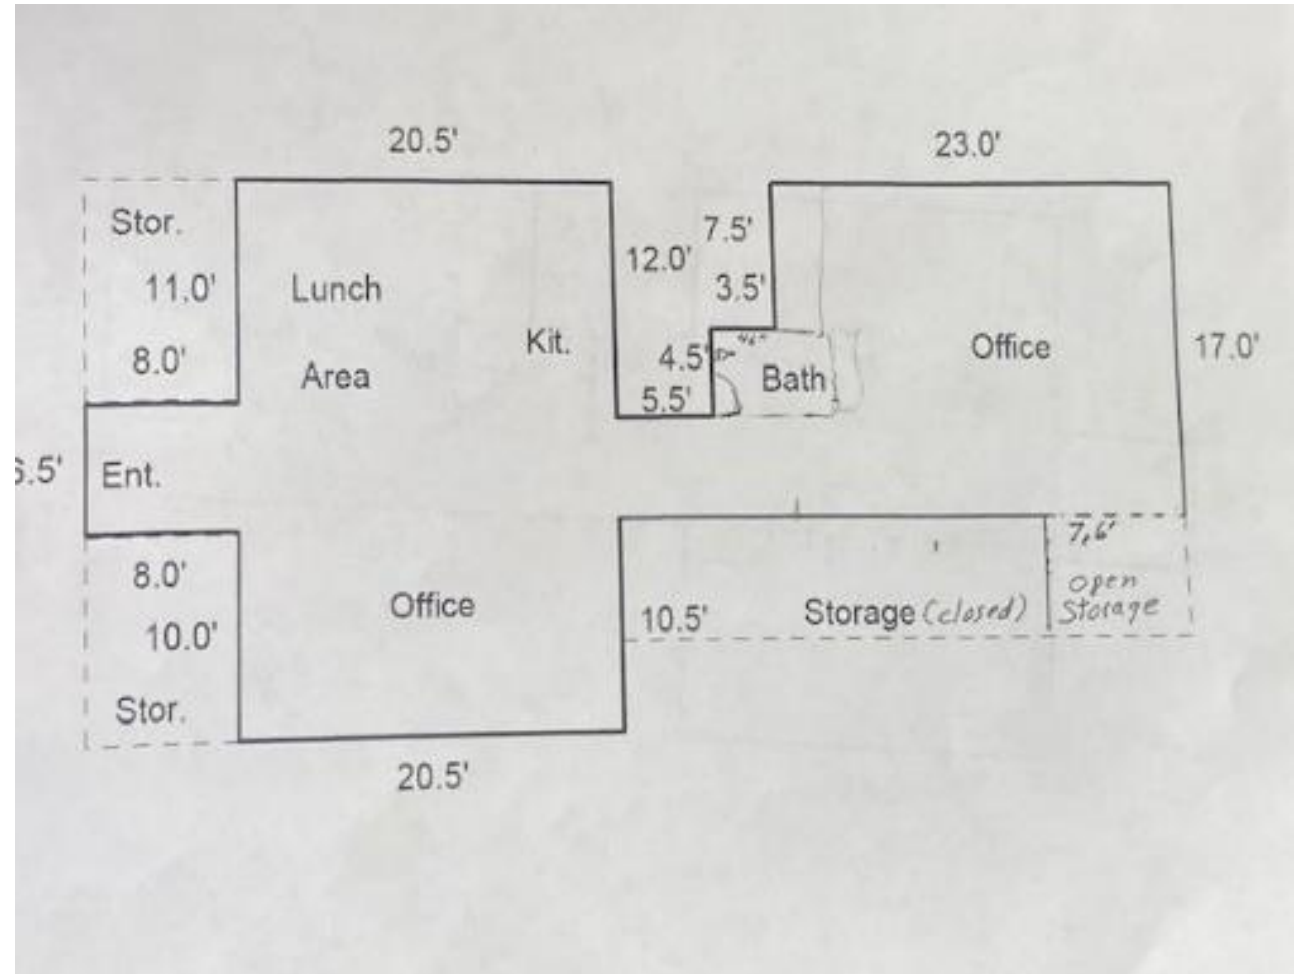 20.5'
23.0'
Stor.
7.5'
12.0'
11.0'
Lunch
3.5'
Kit.
Office
17.0'
8.0'
Area
4.5'
Bath
5.5'
.5'
Ent.
7,6'
8.0'
Office
open
Storage
10.5'
Storage (closed)
10.0'
Stor.
20.5'